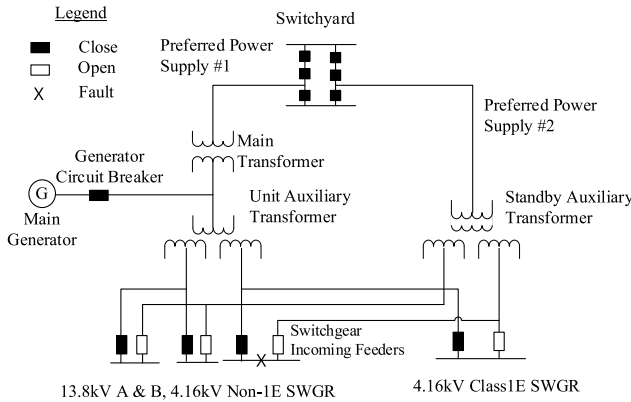 Legend
Close
Open
X Fault
Switchyard
Preferred Power
Supply #1
Preferred Power
Supply #2
Main
Transformer
Generator
Circuit Breaker
G
Main
Generator
Unit Auxiliary
Transformer
Standby Auxiliary
Transformer
Switchgear
Incoming Feeders
X
13.8kV A & B, 4.16kV Non-1E SWGR
4.16kV Class1E SWGR